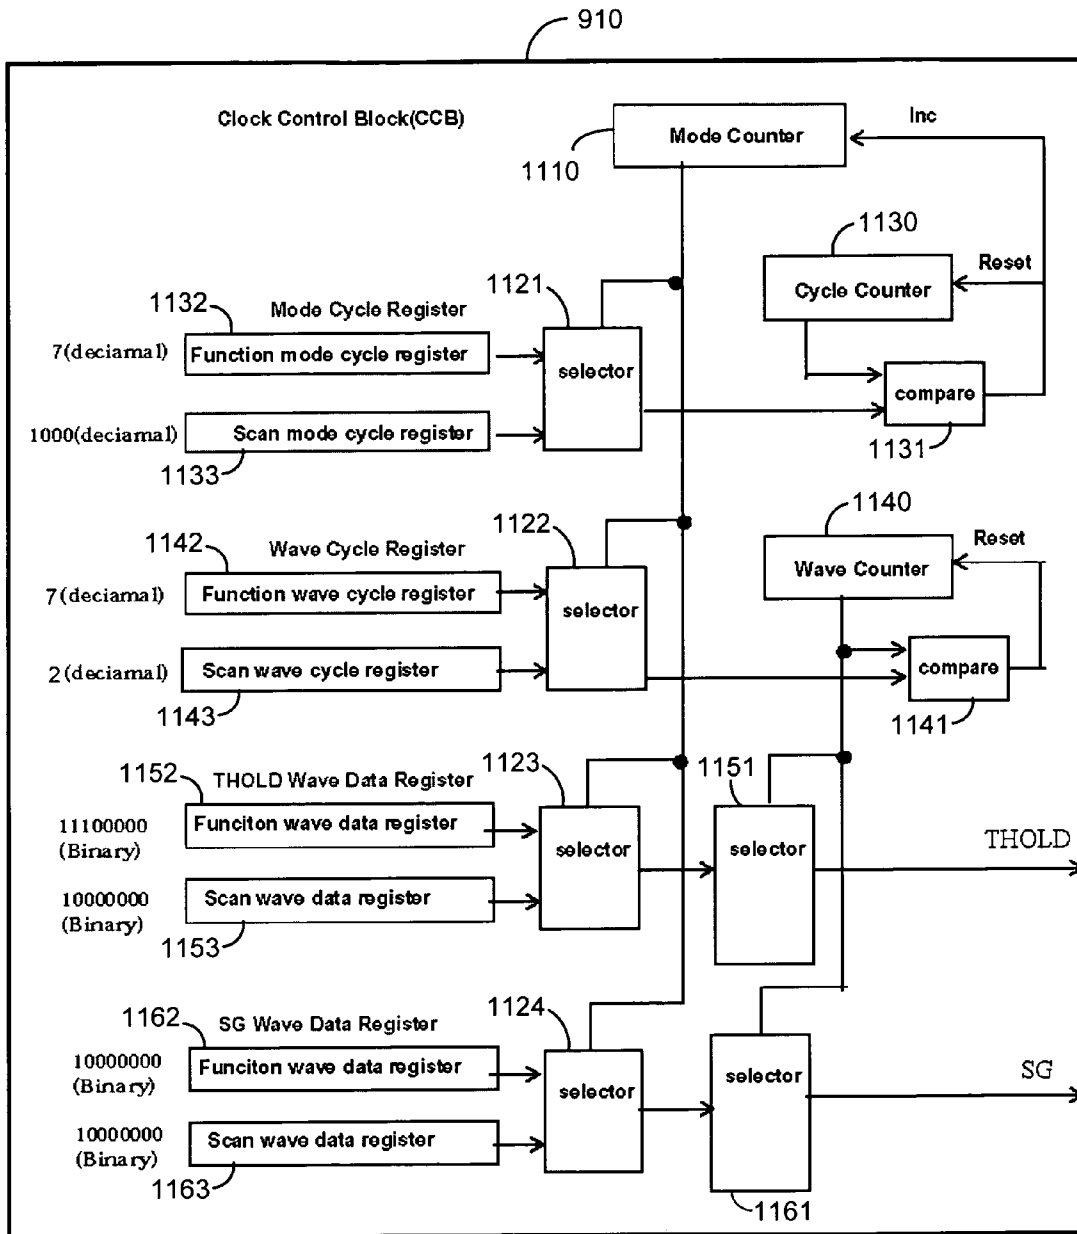 910
Clock Control Block(CCB)
Mode Counter
Inc
1110
1130
Cycle Counter
Reset
1132
Mode Cycle Register
1121
7(deciamal)
Function mode cycle register
selector
compare
1000(deciamal)
Scan mode cycle register
1133
1131
1142
Wave Cycle Register
1122
1140
Reset
Wave Counter
7(deciamal)
Function wave cycle register
selector
2(deciamal)
Scan wave cycle register
compare
1143
1141
1152
THOLD Wave Data Register
1123
1151
11100000
(Binary)
Funciton wave data register
selector
selector
THOLD
10000000
(Binary)
Scan wave data register
1153
1162
SG Wave Data Register
1124
10000000
(Binary)
Funciton wave data register
selector
selector
SG
10000000
(Binary)
Scan wave data register
1163
1161